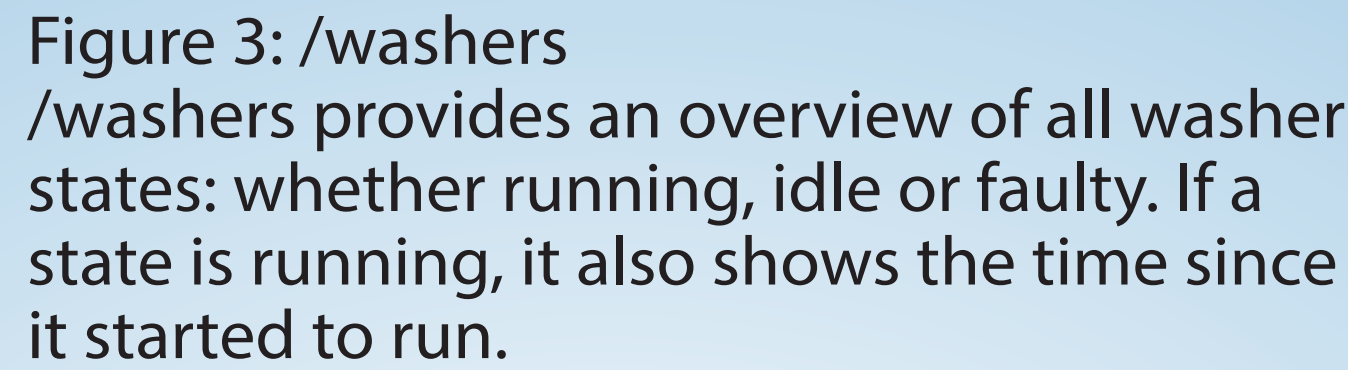 Figure 3: /washers
/washers provides an overview of all washer
states: whether running, idle or faulty. If a
state is running, it also shows the time since
it started to run.